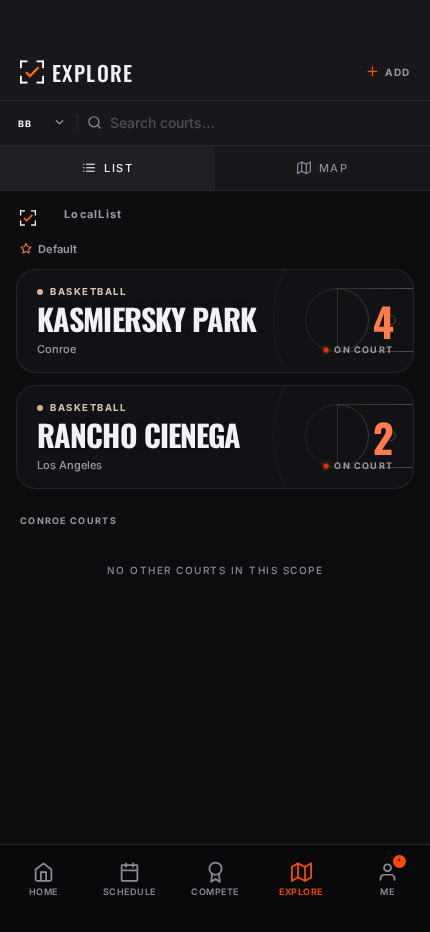 EXPLORE
ADD
BB
Search courts...
LIST
MAP
LocalList
Default
BASKETBALL
KASMIERSKY PARK
4
Conroe
ON COURT
BASKETBALL
RANCHO CIENEGA
2
Los Angeles
ON COURT
CONROE COURTS
NO OTHER COURTS IN THIS SCOPE
HOME
SCHEDULE
COMPETE
EXPLORE
ME